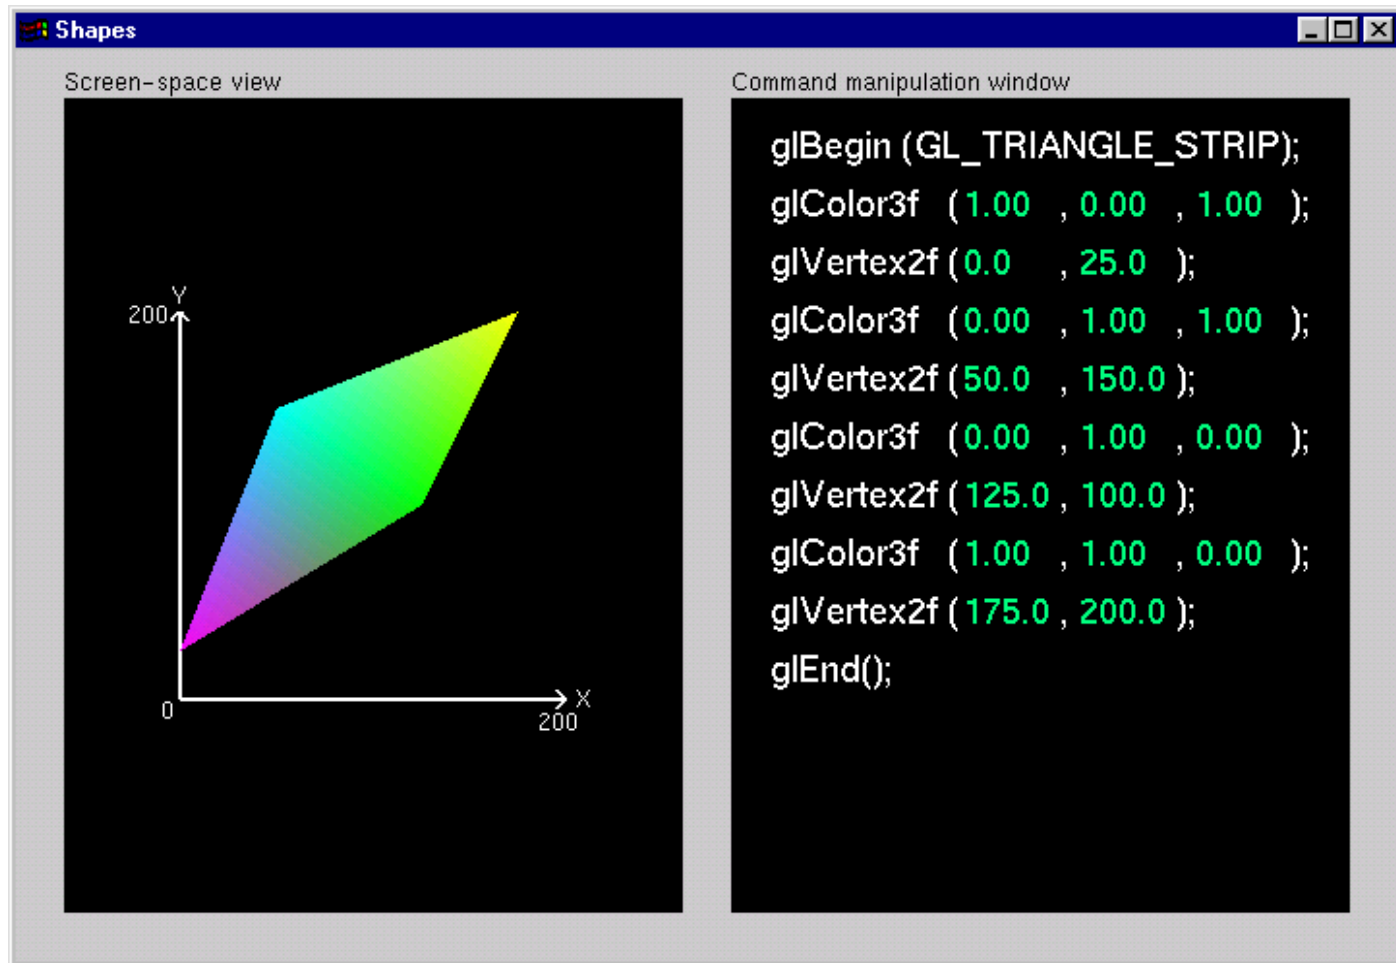 Shapes
Screen-space view
Y
200
0
X
200
Command manipulation window
glBegin (GL_TRIANGLE_STRIP);
glColor3f (1.00 , 0.00 , 1.00 );
glVertex2f (0.0 , 25.0 );
glColor3f (0.00 , 1.00 , 1.00 );
glVertex2f (50.0 , 150.0 );
glColor3f (0.00 , 1.00 , 0.00 );
glVertex2f (125.0 , 100.0 );
glColor3f (1.00 , 1.00 , 0.00 );
glVertex2f (175.0 , 200.0 );
glEnd();